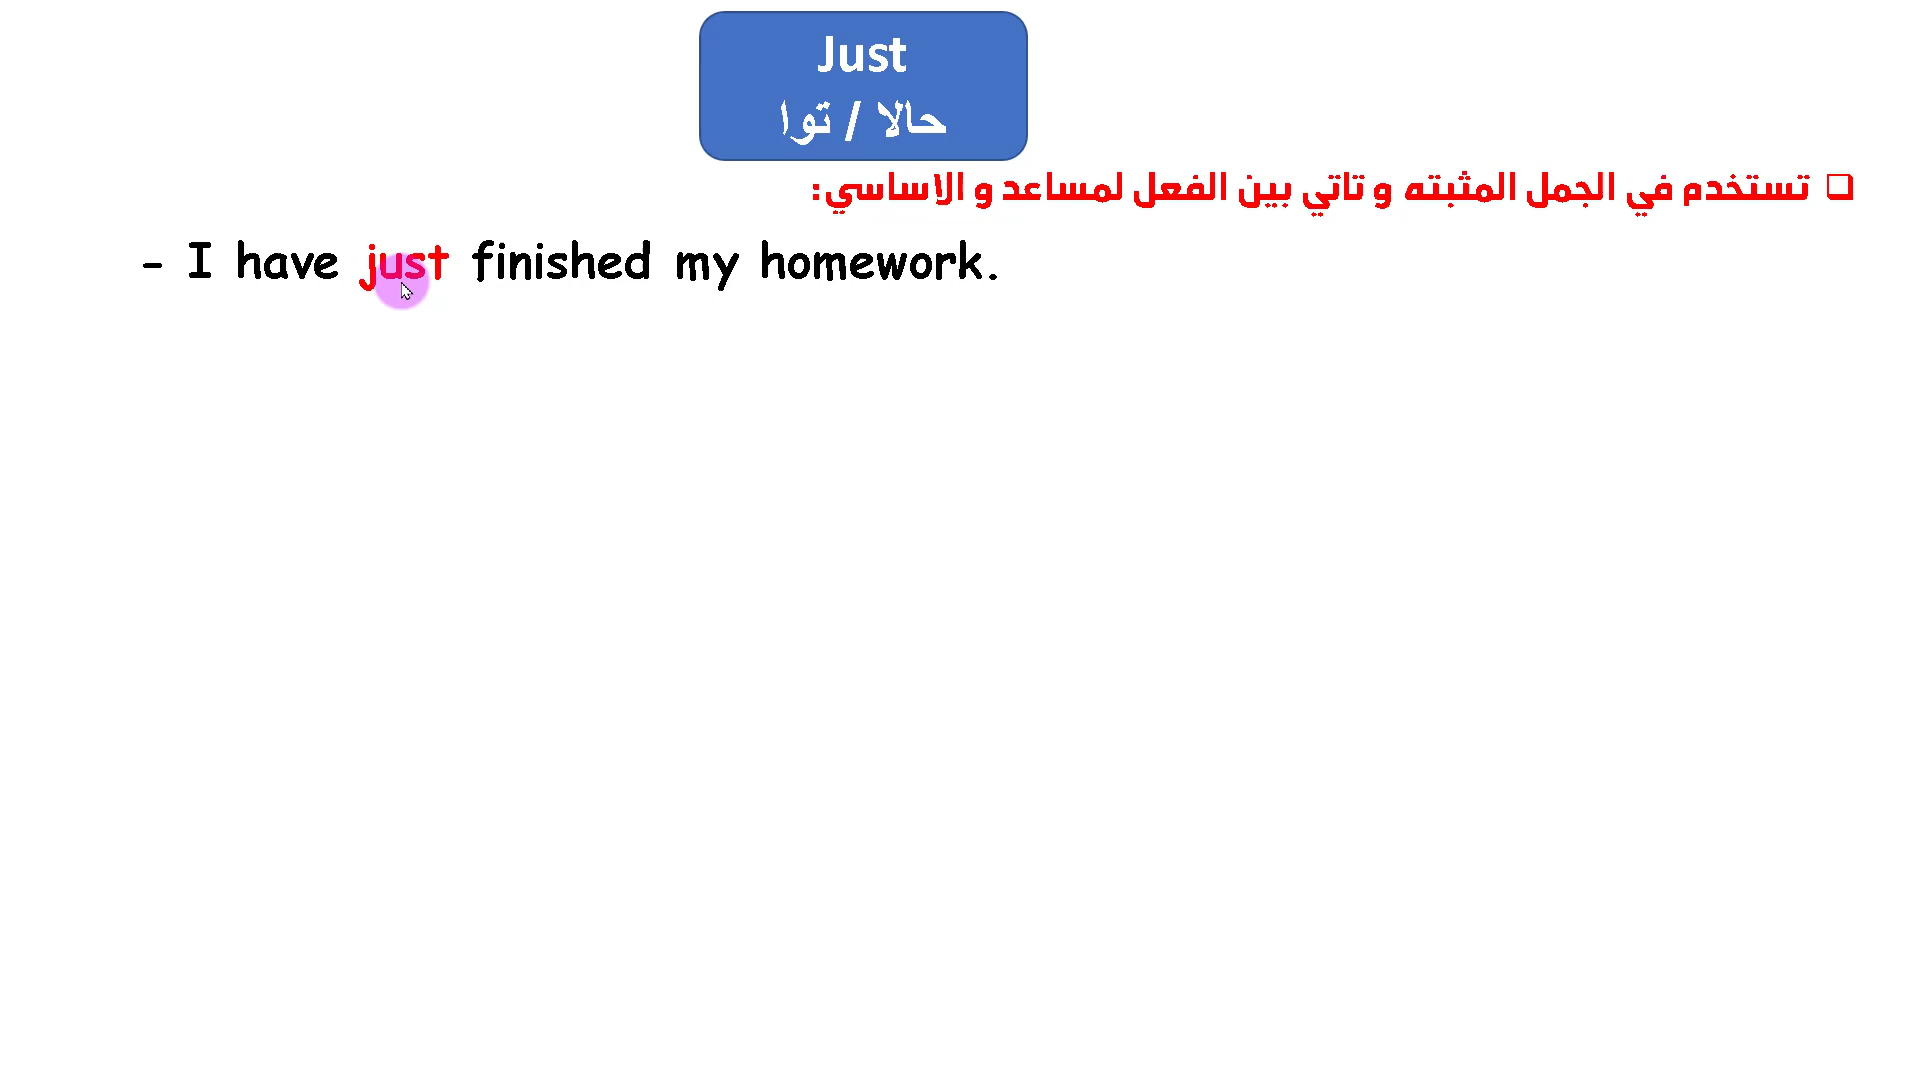 Just
حالا / توا
❑ تستخدم في الجمل المثبته و تاتي بين الفعل لمساعد و الاساسي:
- I have just finished my homework.